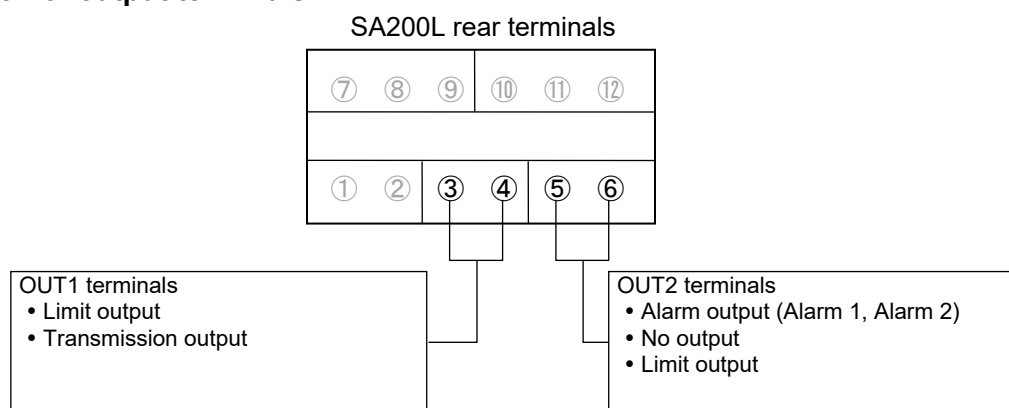 SA200L rear terminals
⑦ ⑧ ⑨ ⑩ ⑪ ⑫
① ② ③ ④ ⑤ ⑥
OUT1 terminals
• Limit output
• Transmission output
OUT2 terminals
• Alarm output (Alarm 1, Alarm 2)
• No output
• Limit output